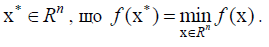 x* ∈ Rⁿ, що f(x*) = min f(x).
x∈Rⁿ